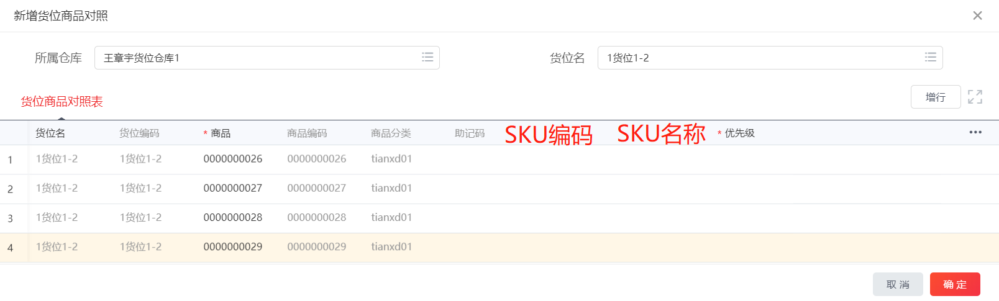 新增货位商品对照
所属仓库 王章宇货位仓库1 货位名 1货位1-2
货位商品对照表 增行
货位名 货位编码 * 商品 商品编码 商品分类 助记码 SKU编码 SKU名称 * 优先级
1 1货位1-2 1货位1-2 0000000026 0000000026 tianxd01
2 1货位1-2 1货位1-2 0000000027 0000000027 tianxd01
3 1货位1-2 1货位1-2 0000000028 0000000028 tianxd01
4 1货位1-2 1货位1-2 0000000029 0000000029 tianxd01
取消 确定